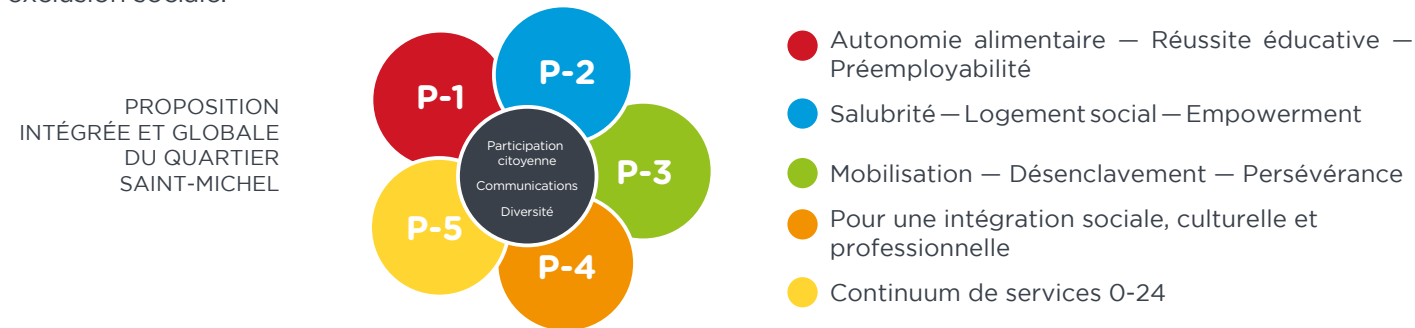 exclusion sociale.
PROPOSITION
INTÉGRÉE ET GLOBALE
DU QUARTIER
SAINT-MICHEL
P-1
P-2
P-3
P-4
P-5
Participation
citoyenne
Communications
Diversité
Autonomie alimentaire — Réussite éducative —
Préemployabilité
Salubrité — Logement social — Empowerment
Mobilisation — Désenclavement — Persévérance
Pour une intégration sociale, culturelle et
professionnelle
Continuum de services 0-24